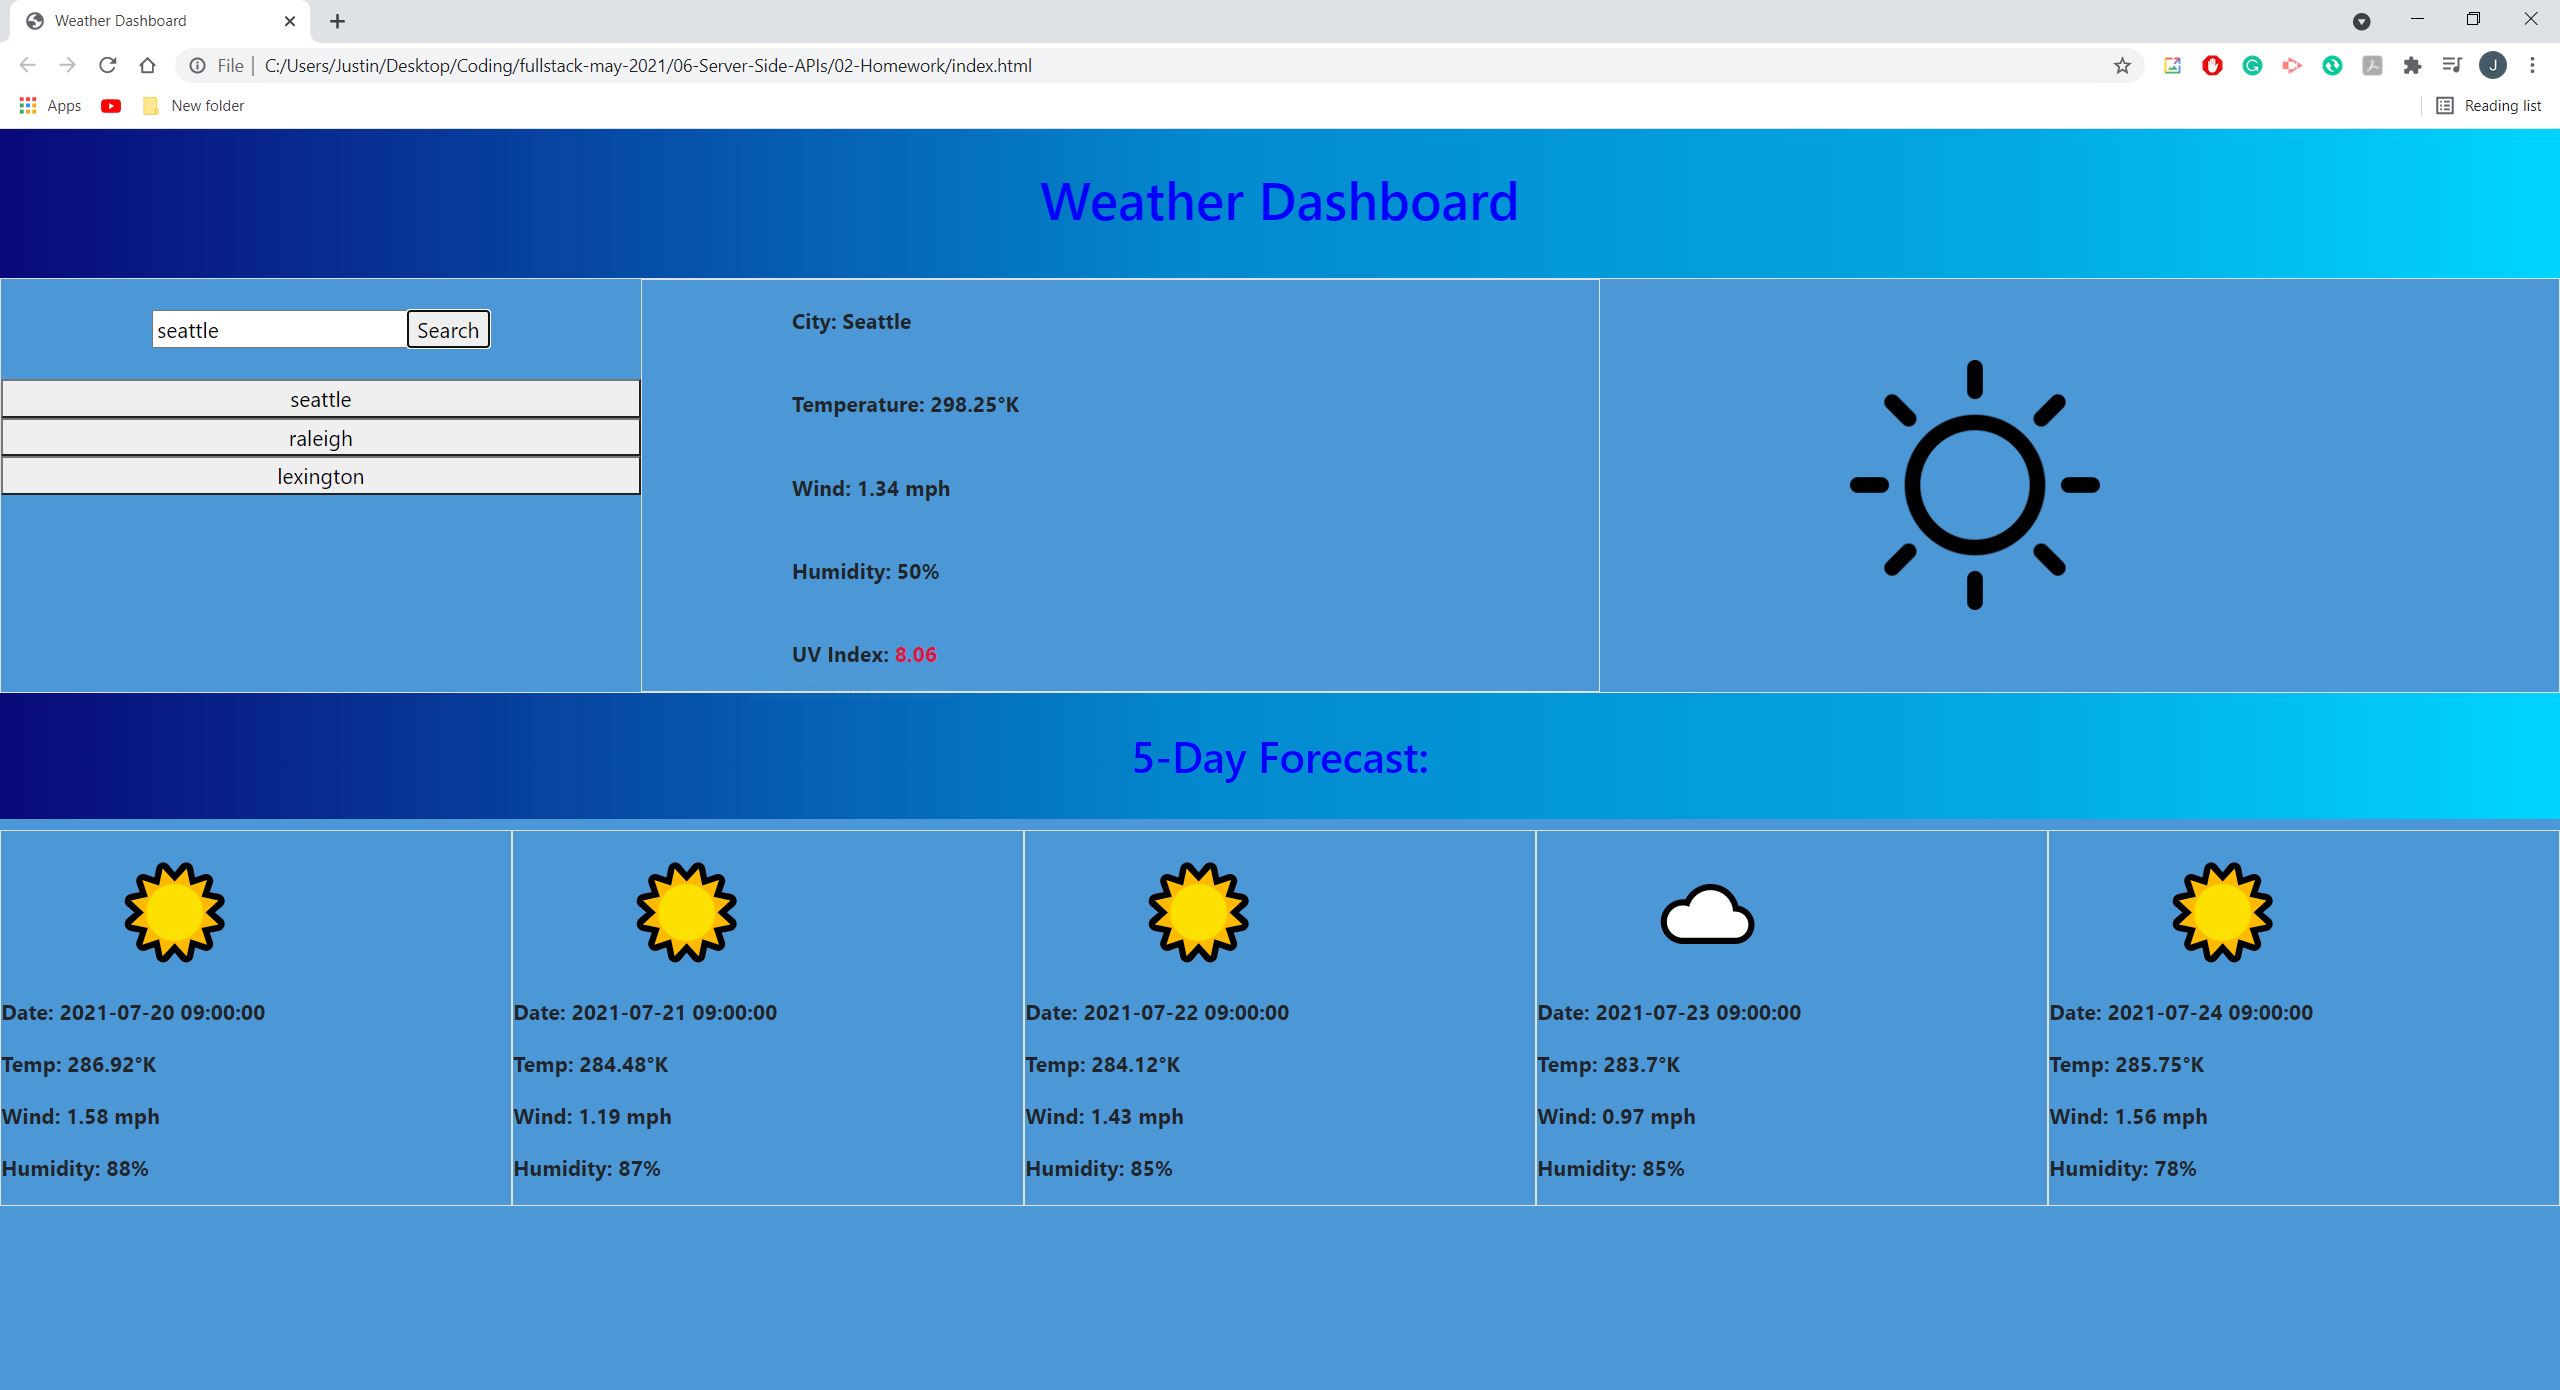 Weather Dashboard
File
C:/Users/Justin/Desktop/Coding/fullstack-may-2021/06-Server-Side-APIs/02-Homework/index.html
J
Apps
New folder
Reading list
Weather Dashboard
seattle
Search
seattle
raleigh
lexington
City: Seattle
Temperature: 298.25°K
Wind: 1.34 mph
Humidity: 50%
UV Index: 8.06
5-Day Forecast:
Date: 2021-07-20 09:00:00
Temp: 286.92°K
Wind: 1.58 mph
Humidity: 88%
Date: 2021-07-21 09:00:00
Temp: 284.48°K
Wind: 1.19 mph
Humidity: 87%
Date: 2021-07-22 09:00:00
Temp: 284.12°K
Wind: 1.43 mph
Humidity: 85%
Date: 2021-07-23 09:00:00
Temp: 283.7°K
Wind: 0.97 mph
Humidity: 85%
Date: 2021-07-24 09:00:00
Temp: 285.75°K
Wind: 1.56 mph
Humidity: 78%